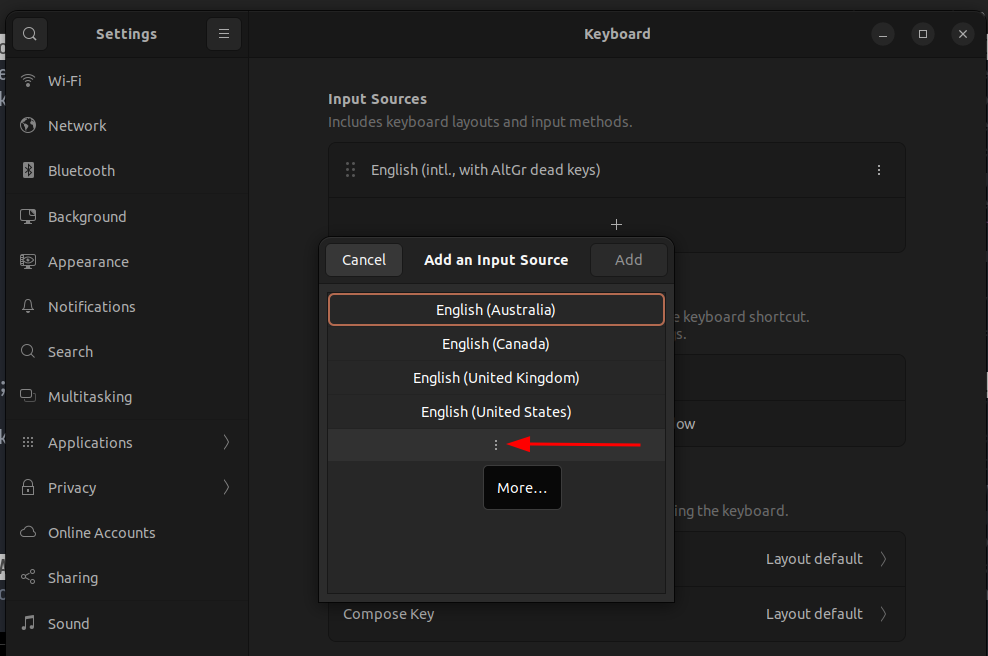 Settings
Keyboard
Wi-Fi
Network
Bluetooth
Background
Appearance
Notifications
Search
Multitasking
Applications
Privacy
Online Accounts
Sharing
Sound
Input Sources
Includes keyboard layouts and input methods.
English (intl., with AltGr dead keys)
+
Cancel
Add an Input Source
Add
English (Australia)
English (Canada)
English (United Kingdom)
English (United States)
More…
keyboard shortcut.
ing the keyboard.
Layout default
Compose Key
Layout default